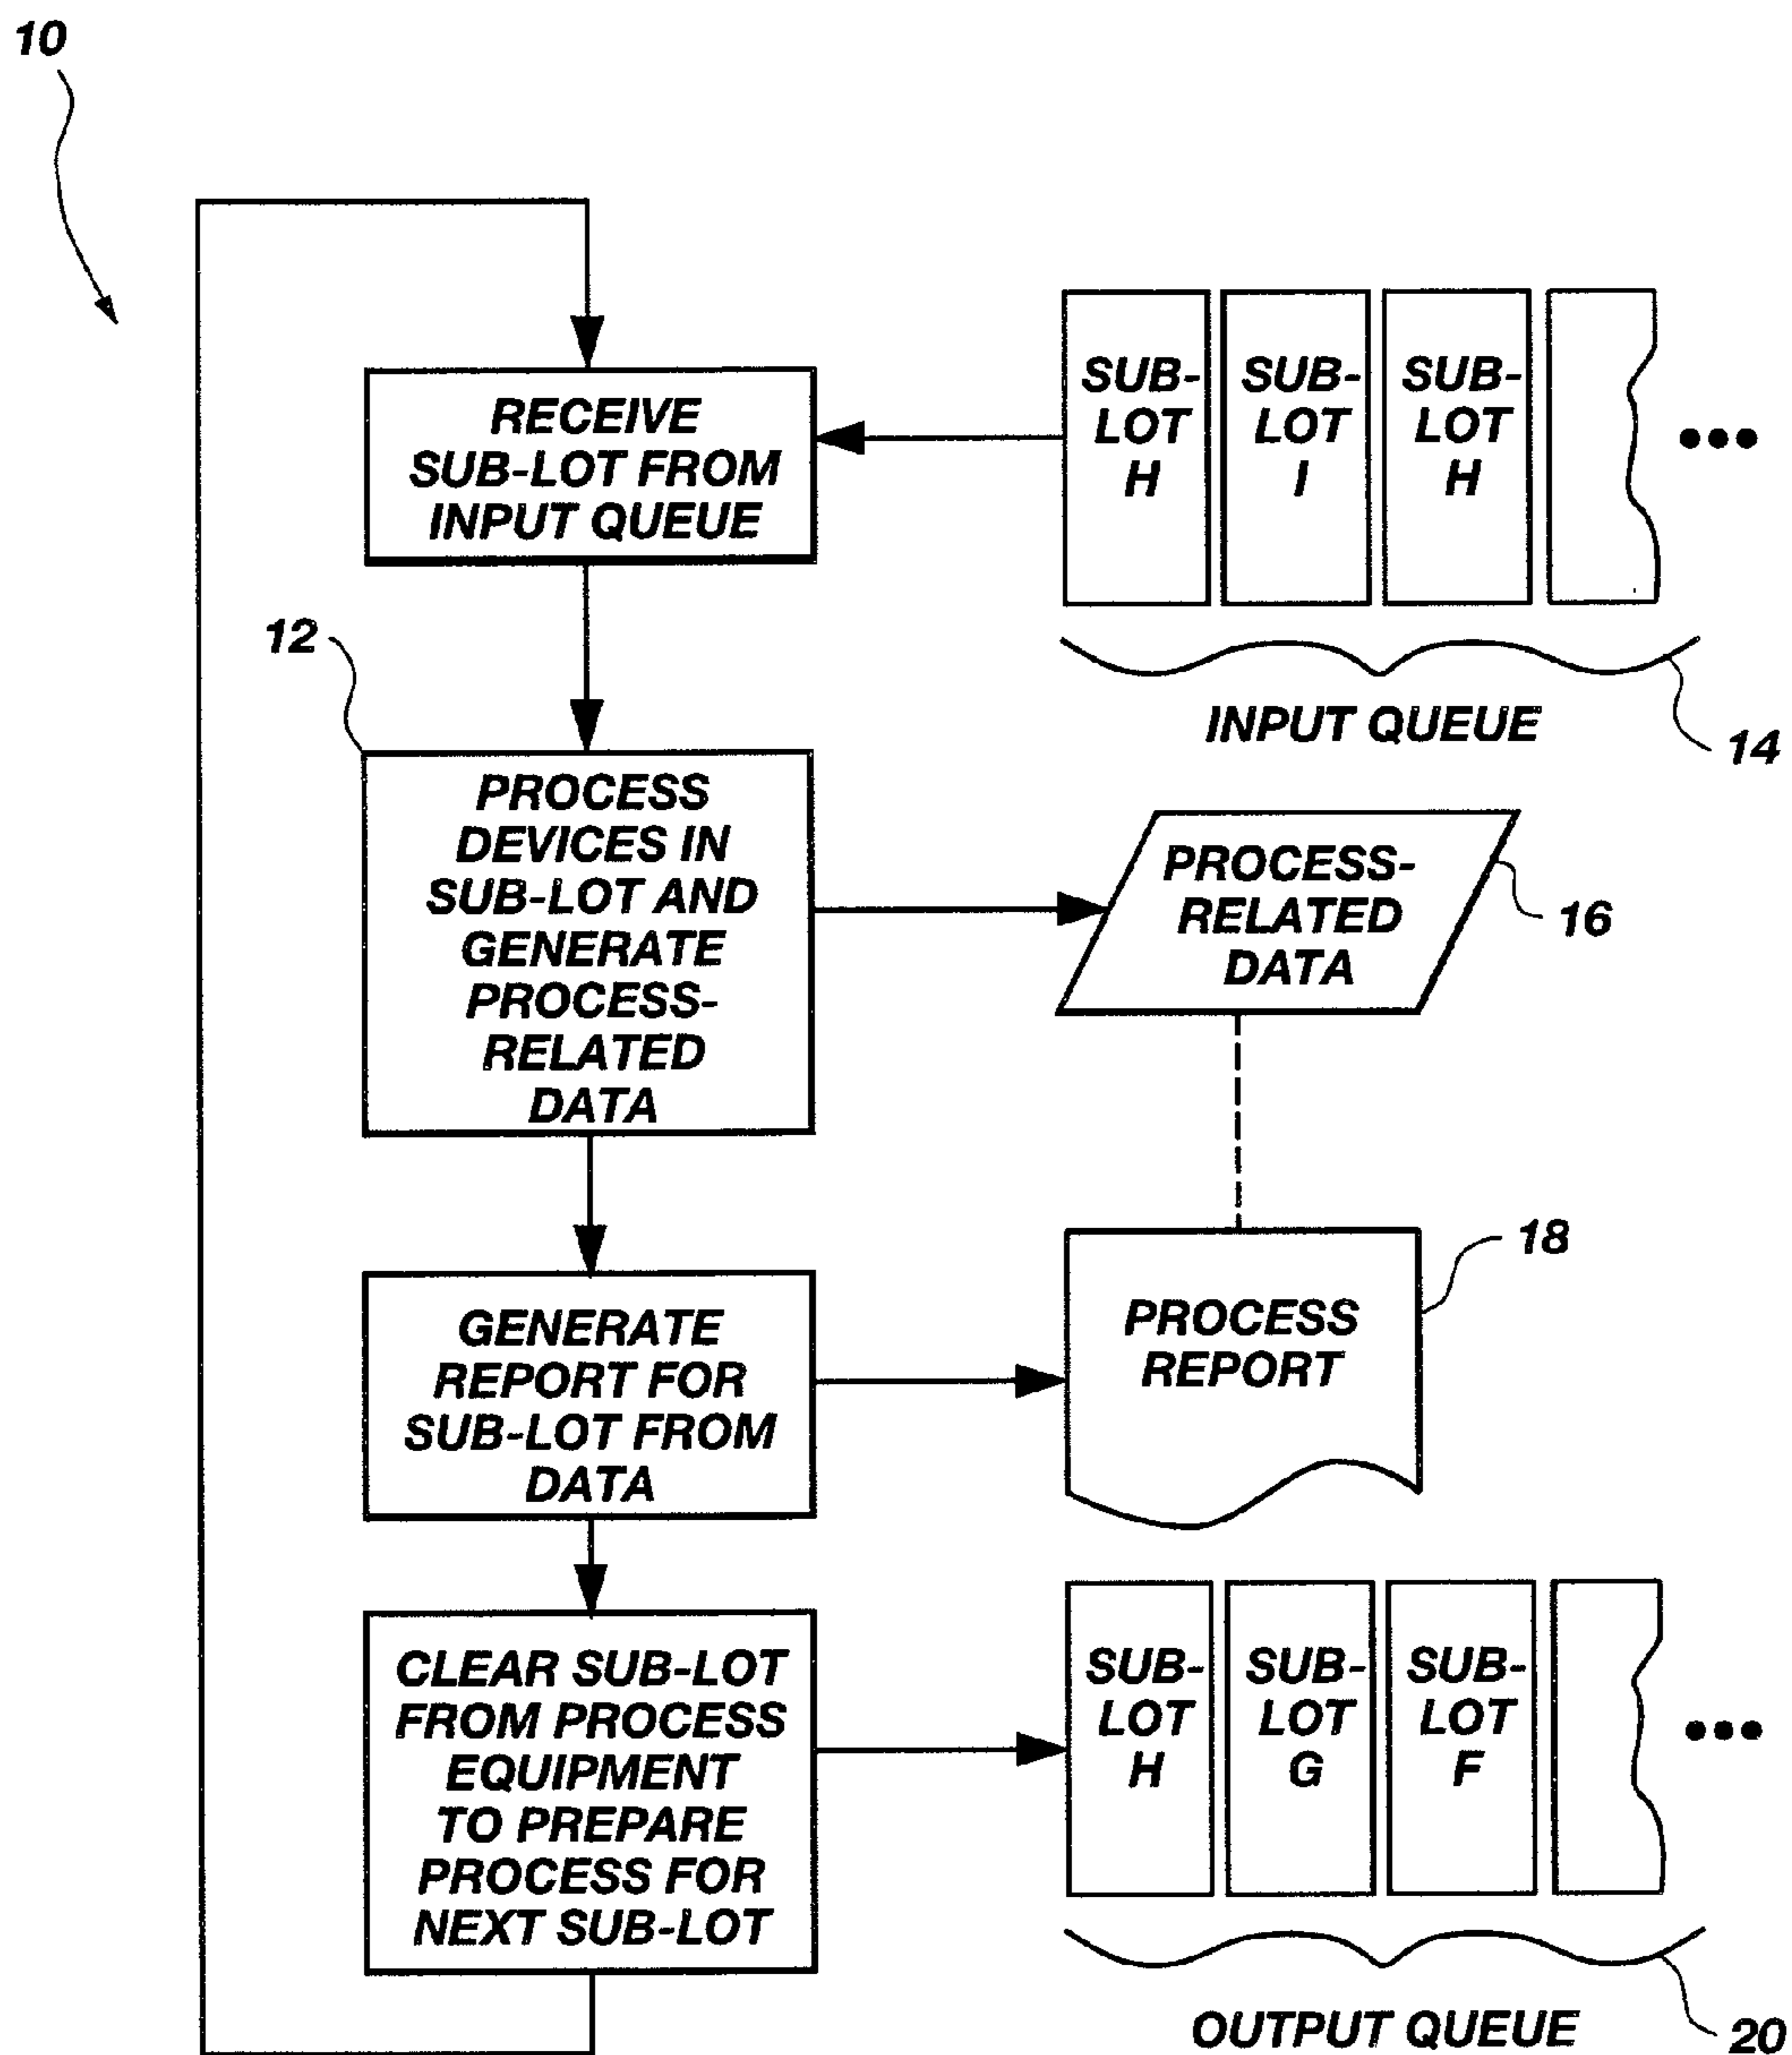 10
RECEIVE
SUB-LOT FROM
INPUT QUEUE
SUB-
LOT
H
SUB-
LOT
I
SUB-
LOT
H
•••
INPUT QUEUE
14
12
PROCESS
DEVICES IN
SUB-LOT AND
GENERATE
PROCESS-
RELATED
DATA
PROCESS-
RELATED
DATA
16
GENERATE
REPORT FOR
SUB-LOT FROM
DATA
PROCESS
REPORT
18
CLEAR SUB-LOT
FROM PROCESS
EQUIPMENT
TO PREPARE
PROCESS FOR
NEXT SUB-LOT
SUB-
LOT
H
SUB-
LOT
G
SUB-
LOT
F
•••
OUTPUT QUEUE
20